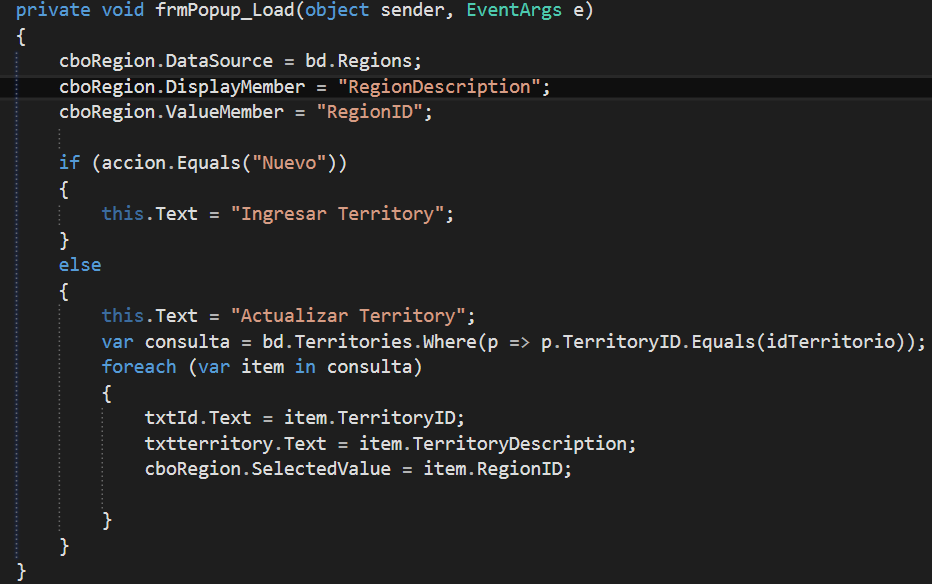 private void frmPopup_Load(object sender, EventArgs e)
{
    cboRegion.DataSource = bd.Regions;
    cboRegion.DisplayMember = "RegionDescription";
    cboRegion.ValueMember = "RegionID";

    if (accion.Equals("Nuevo"))
    {
        this.Text = "Ingresar Territory";
    }
    else
    {
        this.Text = "Actualizar Territory";
        var consulta = bd.Territories.Where(p => p.TerritoryID.Equals(idTerritorio));
        foreach (var item in consulta)
        {
            txtId.Text = item.TerritoryID;
            txtterritory.Text = item.TerritoryDescription;
            cboRegion.SelectedValue = item.RegionID;

        }
    }
}